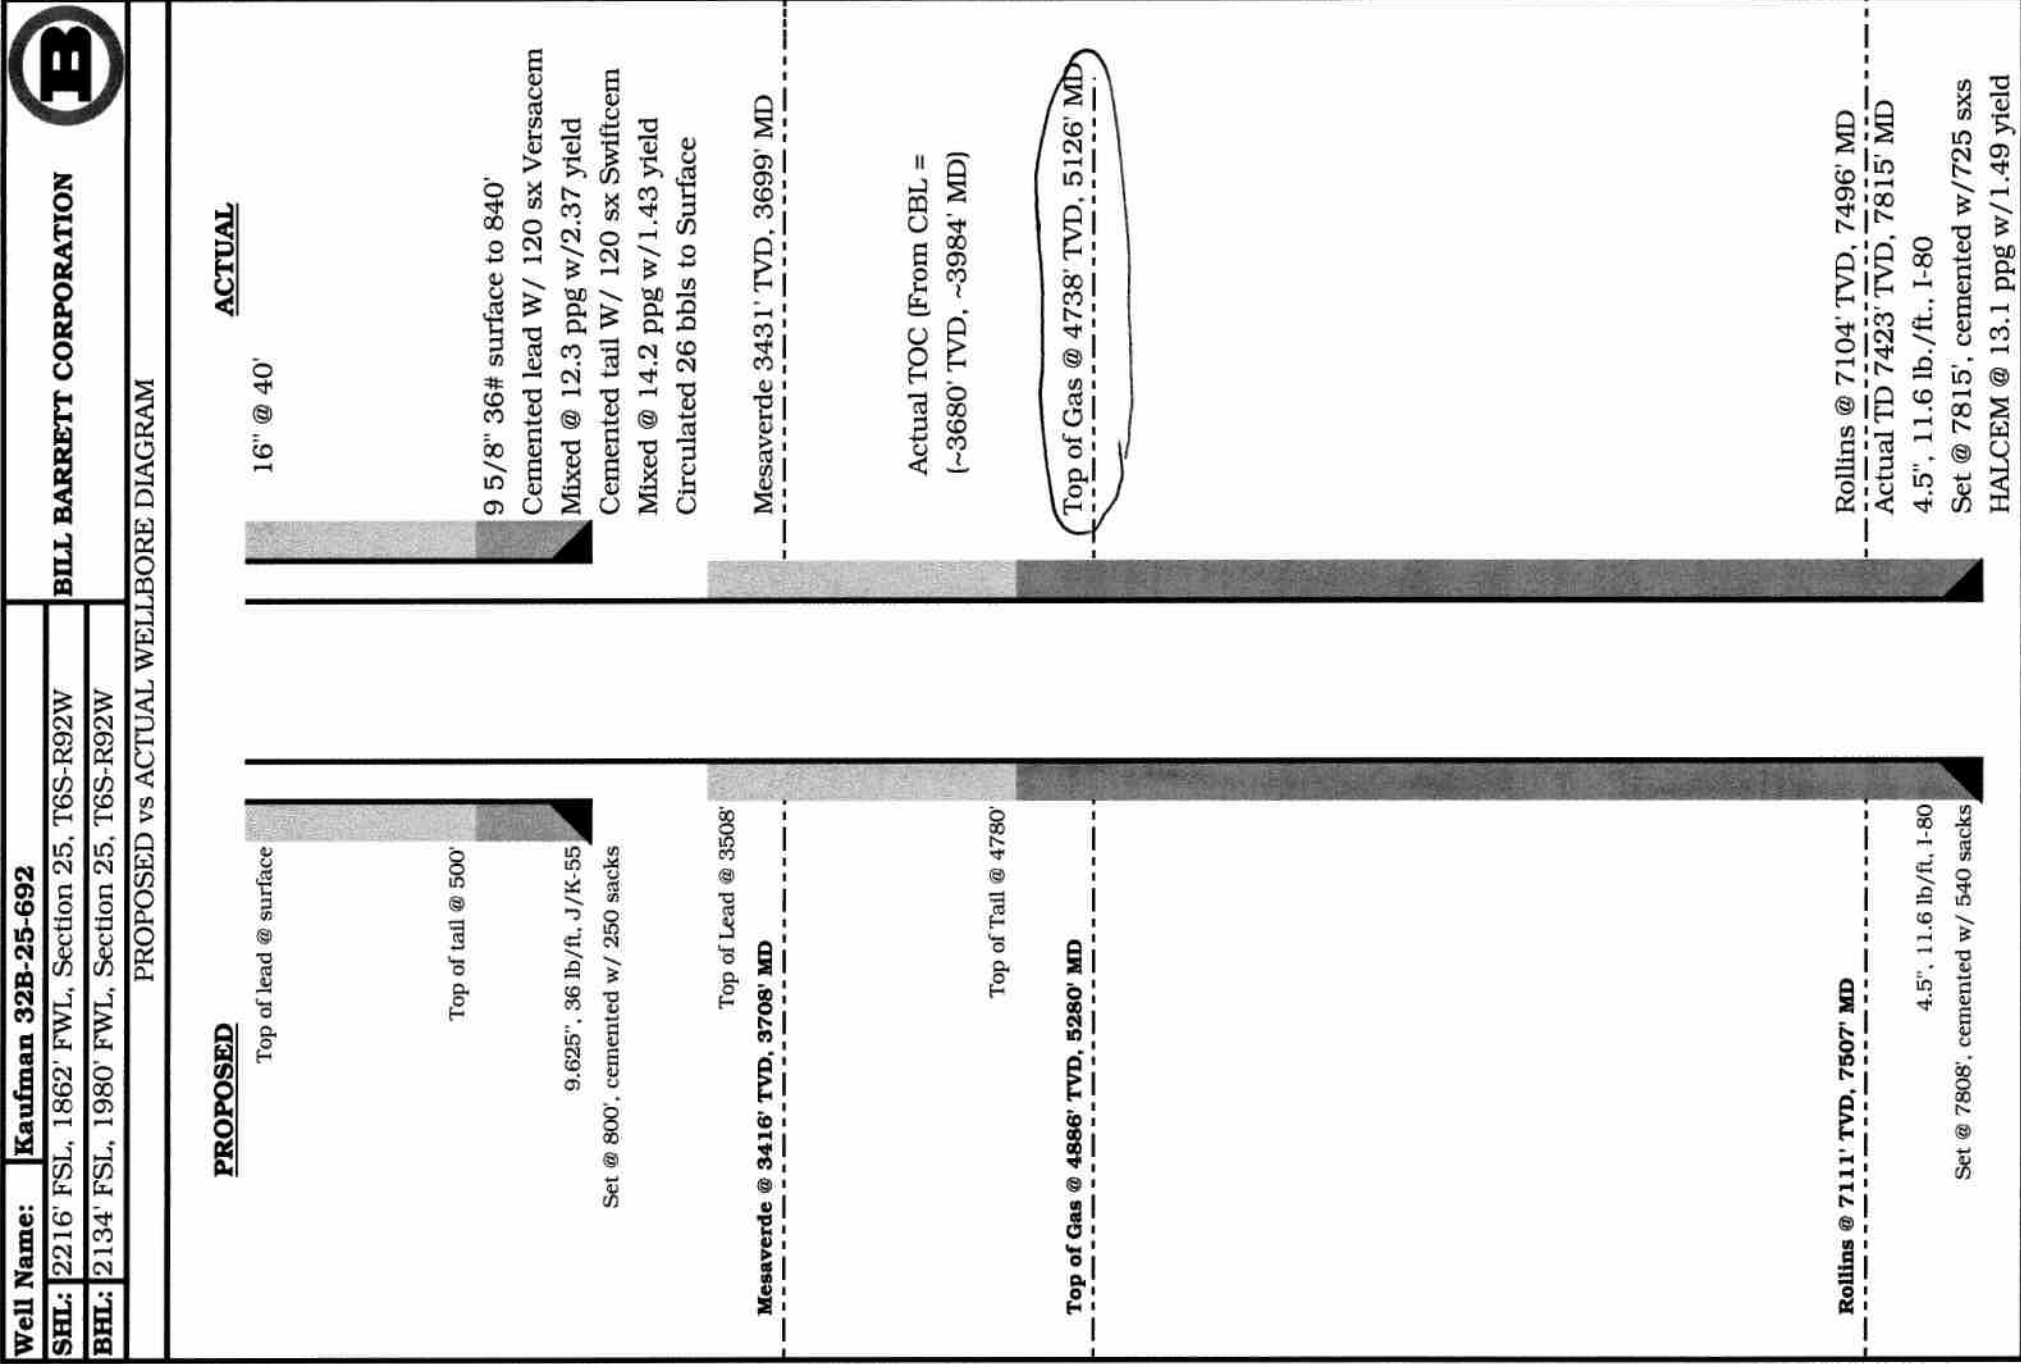 Well Name: Kaufman 32B-25-692
BILL BARRETT CORPORATION
B
SHL: 2216' FSL, 1862' FWL, Section 25, T6S-R92W
BHL: 2134' FSL, 1980' FWL, Section 25, T6S-R92W
PROPOSED vs ACTUAL WELLBORE DIAGRAM
PROPOSED
Top of lead @ surface
Top of tail @ 500'
9.625", 36 lb/ft, J/K-55
Set @ 800', cemented w/ 250 sacks
Top of Lead @ 3508'
Mesaverde @ 3416' TVD, 3708' MD
Top of Tail @ 4780'
Top of Gas @ 4886' TVD, 5280' MD
Rollins @ 7111' TVD, 7507' MD
4.5", 11.6 lb/ft, I-80
Set @ 7808', cemented w/ 540 sacks
ACTUAL
16" @ 40'
9 5/8" 36# surface to 840'
Cemented lead W/ 120 sx Versacem
Mixed @ 12.3 ppg w/2.37 yield
Cemented tail W/ 120 sx Swiftcem
Mixed @ 14.2 ppg w/1.43 yield
Circulated 26 bbls to Surface
Mesaverde 3431' TVD, 3699' MD
Actual TOC (From CBL =
(~3680' TVD, ~3984' MD)
Top of Gas @ 4738' TVD, 5126' MD
Rollins @ 7104' TVD, 7496' MD
Actual TD 7423' TVD, 7815' MD
4.5", 11.6 lb./ft., I-80
Set @ 7815', cemented w/725 sxs
HALCEM @ 13.1 ppg w/1.49 yield